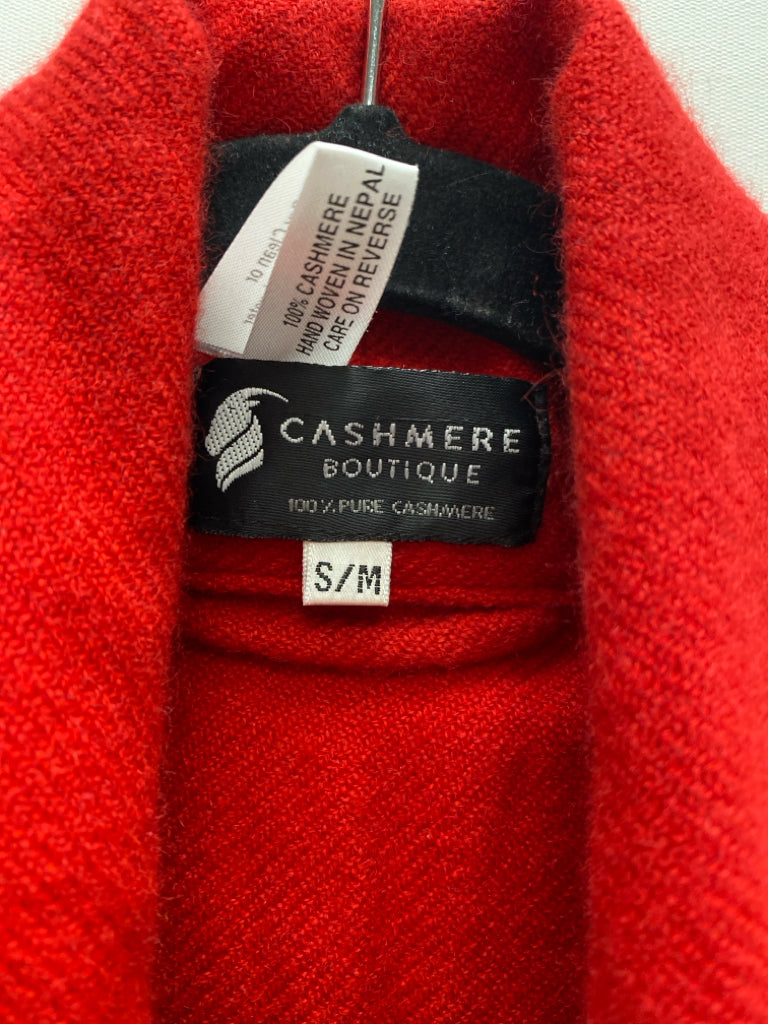 100% CASHMERE
HAND WOVEN IN NEPAL
CARE ON REVERSE
CASHMERE
BOUTIQUE
100% PURE CASHMERE
S/M